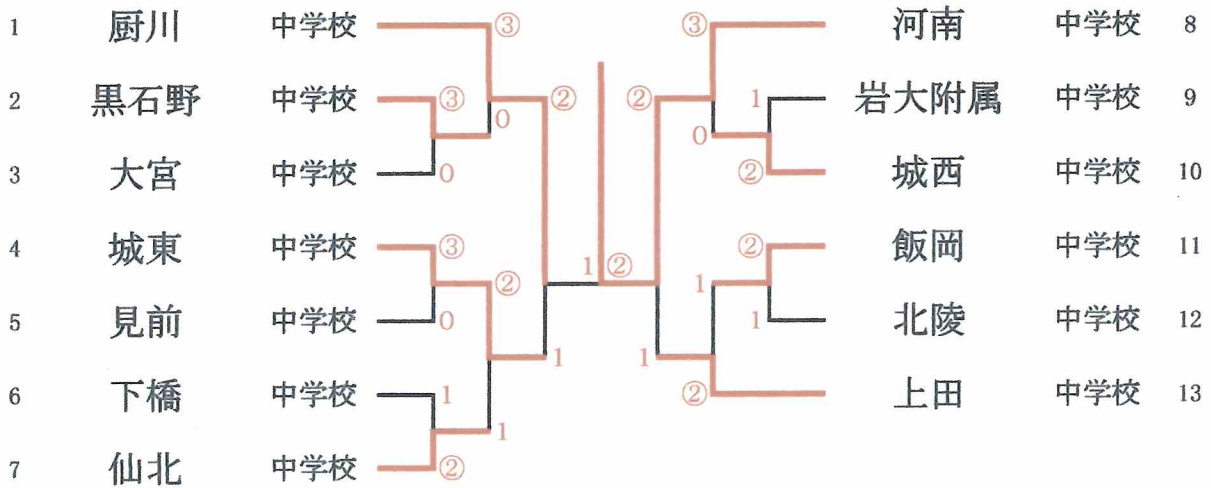 1 厨川 中学校 ③ ③ 河南 中学校 8
2 黒石野 中学校 ③ ② ② 1 岩大附属 中学校 9
0 0
3 大宮 中学校 0 ② 城西 中学校 10
4 城東 中学校 ③ ② 飯岡 中学校 11
② 1 ② 1
5 見前 中学校 0 1 北陵 中学校 12
1 1
6 下橋 中学校 1 ② 上田 中学校 13
1
7 仙北 中学校 ②